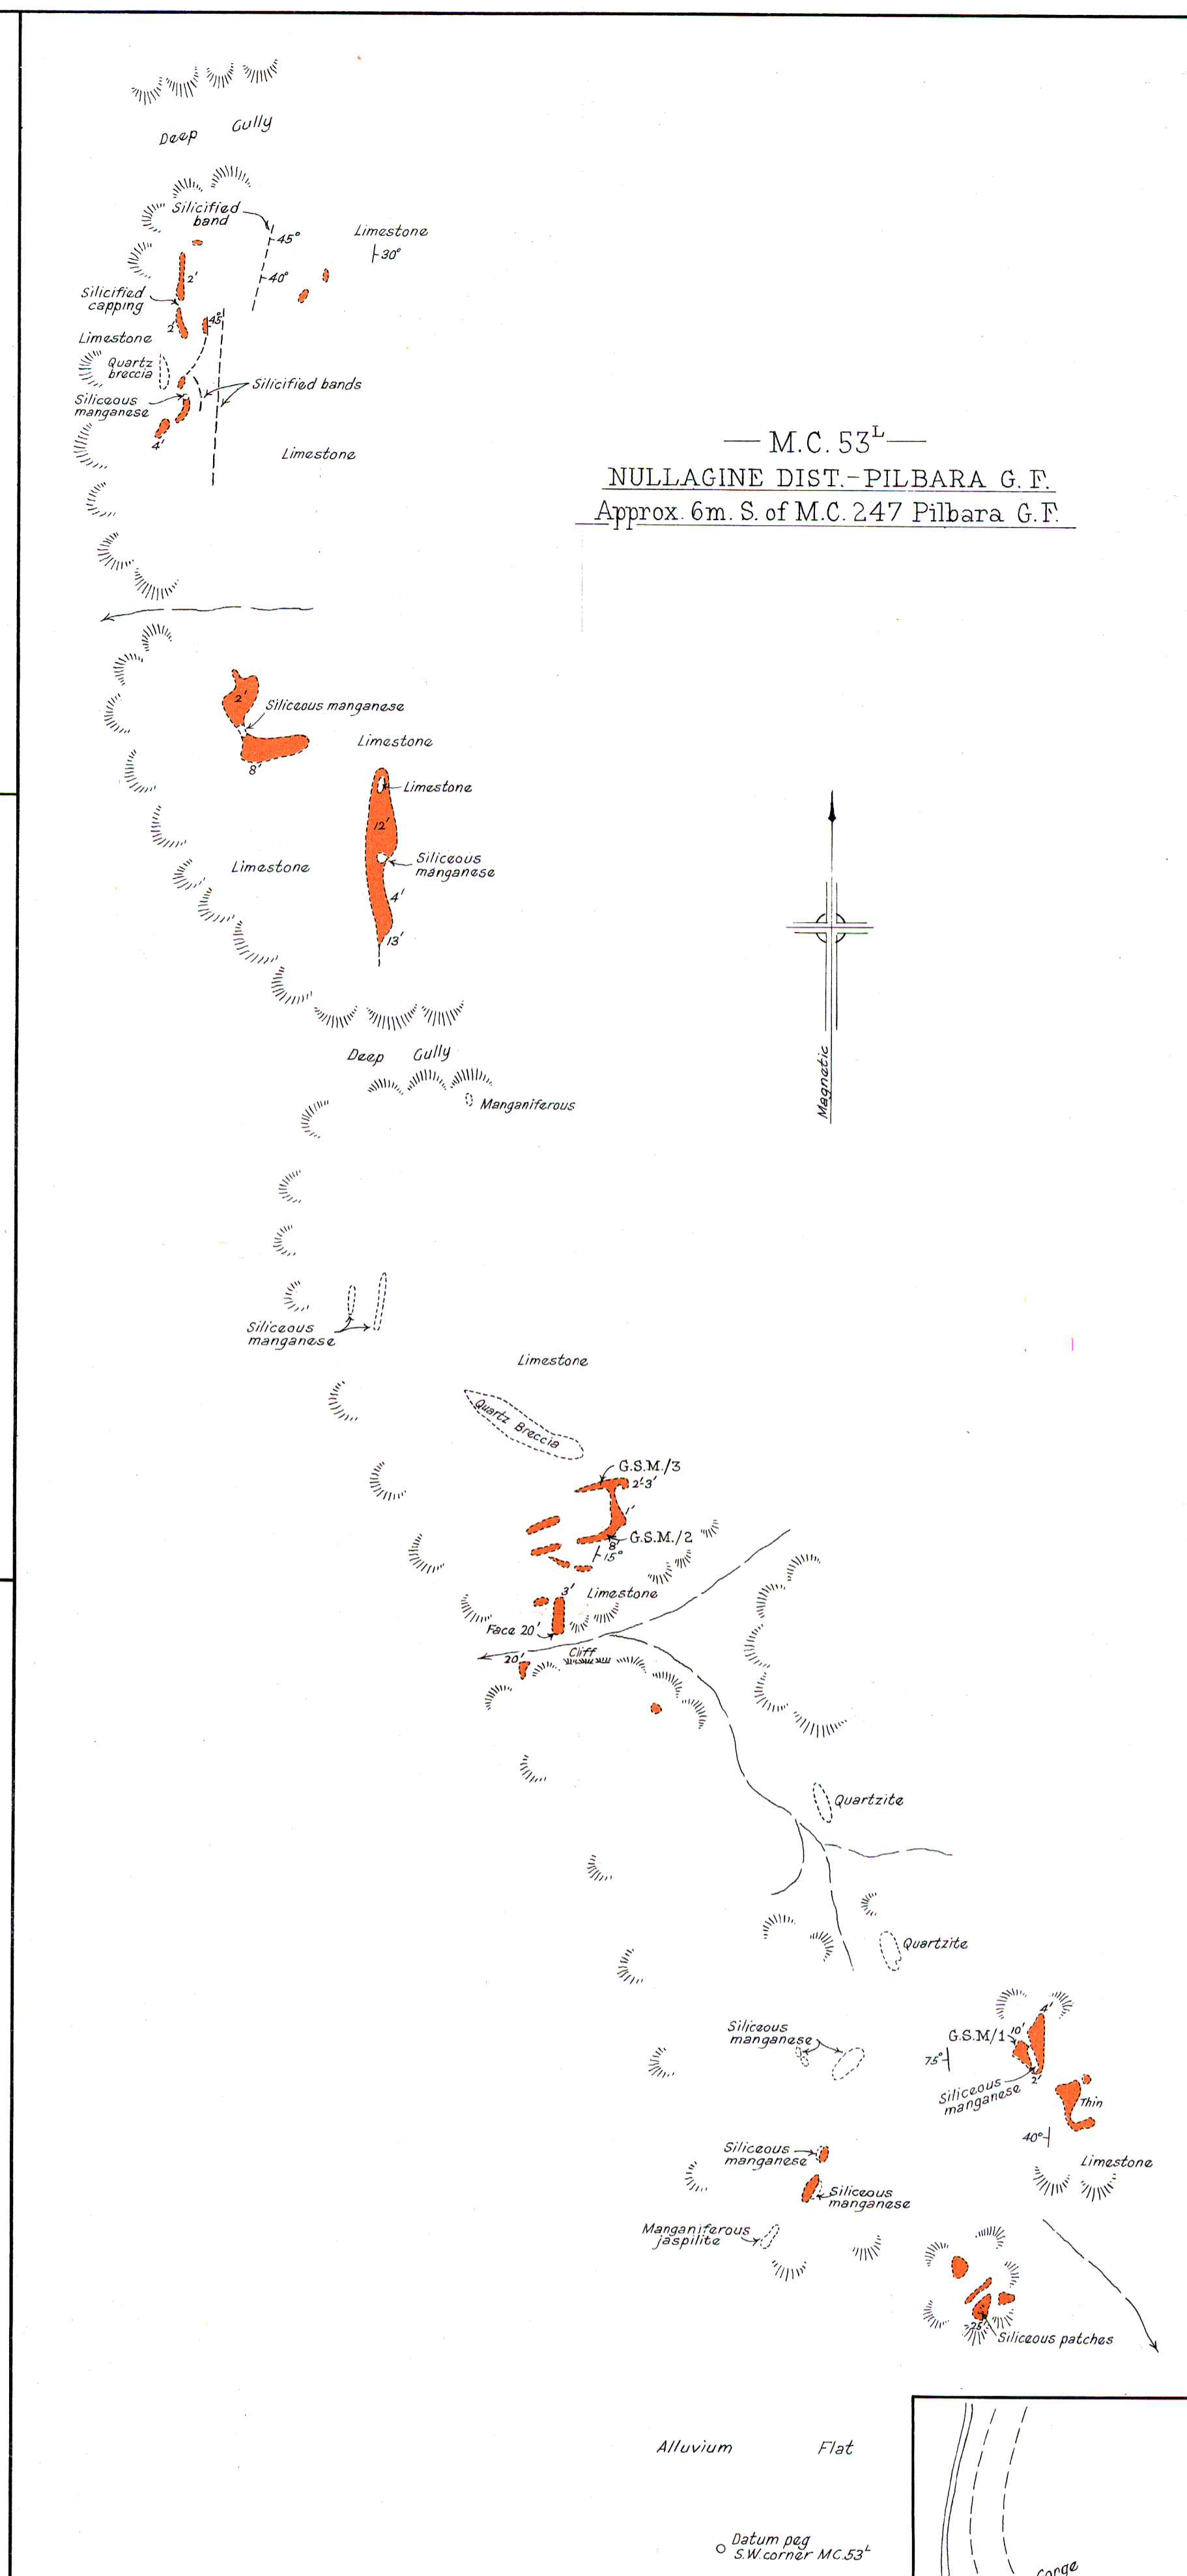 Deep Gully
Silicified
band
45°
Limestone
30°
40°
2'
Silicified
capping
2'
45°
Limestone
Quartz
breccia
Silicified bands
Siliceous
manganese
4'
Limestone
— M.C. 53L —
NULLAGINE DIST.-PILBARA G. F.
Approx. 6m. S. of M.C. 247 Pilbara G.F.
2'
Siliceous manganese
Limestone
8'
Limestone
12'
Siliceous
manganese
Limestone
4'
13'
Magnetic
Deep Gully
Manganiferous
Siliceous
manganese
Limestone
Quartz Breccia
G.S.M./3
2'-3'
1'
G.S.M./2
8'
15°
3'
Limestone
Face 20'
Cliff
20'
Quartzite
Quartzite
Siliceous
manganese
4'
G.S.M/1
10'
75°
2'
Siliceous
manganese
Thin
40°
Limestone
Siliceous
manganese
Siliceous
manganese
Manganiferous
jaspilite
25'
Siliceous patches
Alluvium Flat
Datum peg
S.W. corner MC.53L
Gorge